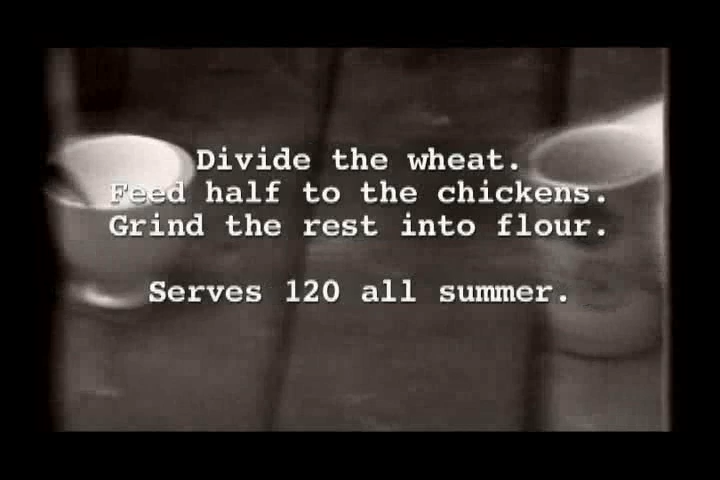 Divide the wheat.
Feed half to the chickens.
Grind the rest into flour.
Serves 120 all summer.